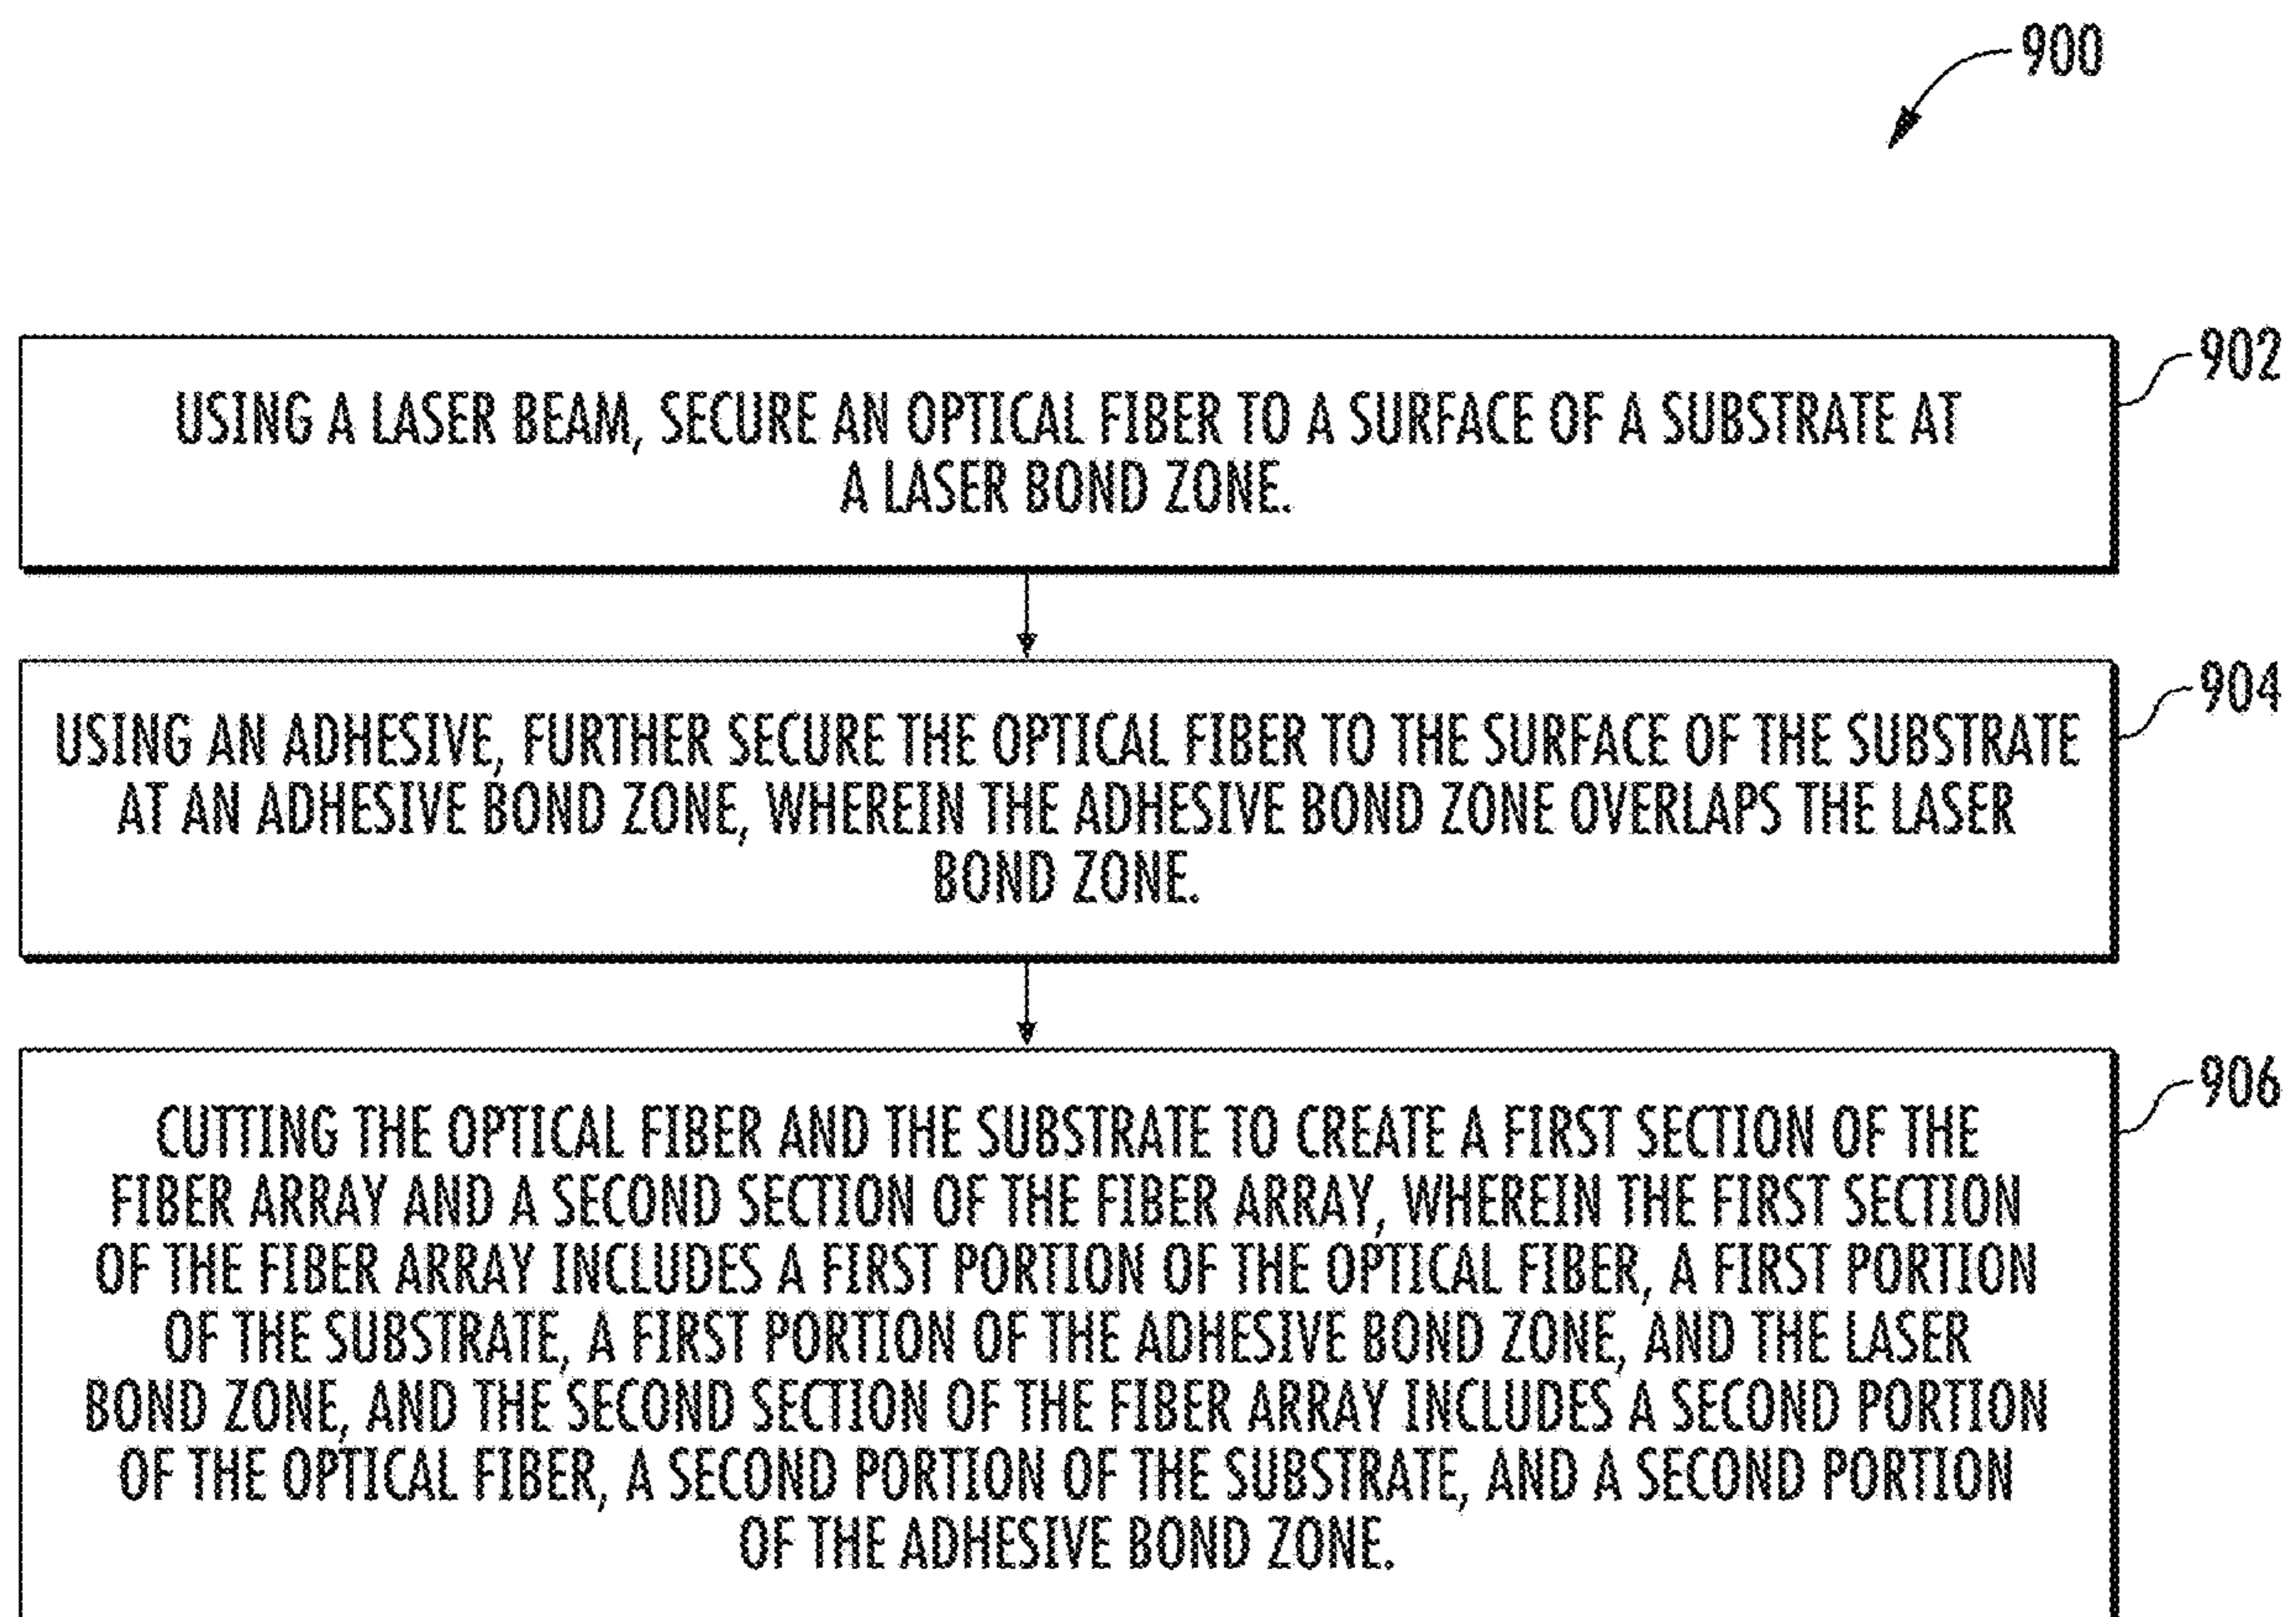 900
902
USING A LASER BEAM, SECURE AN OPTICAL FIBER TO A SURFACE OF A SUBSTRATE AT
A LASER BOND ZONE.
904
USING AN ADHESIVE, FURTHER SECURE THE OPTICAL FIBER TO THE SURFACE OF THE SUBSTRATE
AT AN ADHESIVE BOND ZONE, WHEREIN THE ADHESIVE BOND ZONE OVERLAPS THE LASER
BOND ZONE.
906
CUTTING THE OPTICAL FIBER AND THE SUBSTRATE TO CREATE A FIRST SECTION OF THE
FIBER ARRAY AND A SECOND SECTION OF THE FIBER ARRAY, WHEREIN THE FIRST SECTION
OF THE FIBER ARRAY INCLUDES A FIRST PORTION OF THE OPTICAL FIBER, A FIRST PORTION
OF THE SUBSTRATE, A FIRST PORTION OF THE ADHESIVE BOND ZONE, AND THE LASER
BOND ZONE, AND THE SECOND SECTION OF THE FIBER ARRAY INCLUDES A SECOND PORTION
OF THE OPTICAL FIBER, A SECOND PORTION OF THE SUBSTRATE, AND A SECOND PORTION
OF THE ADHESIVE BOND ZONE.